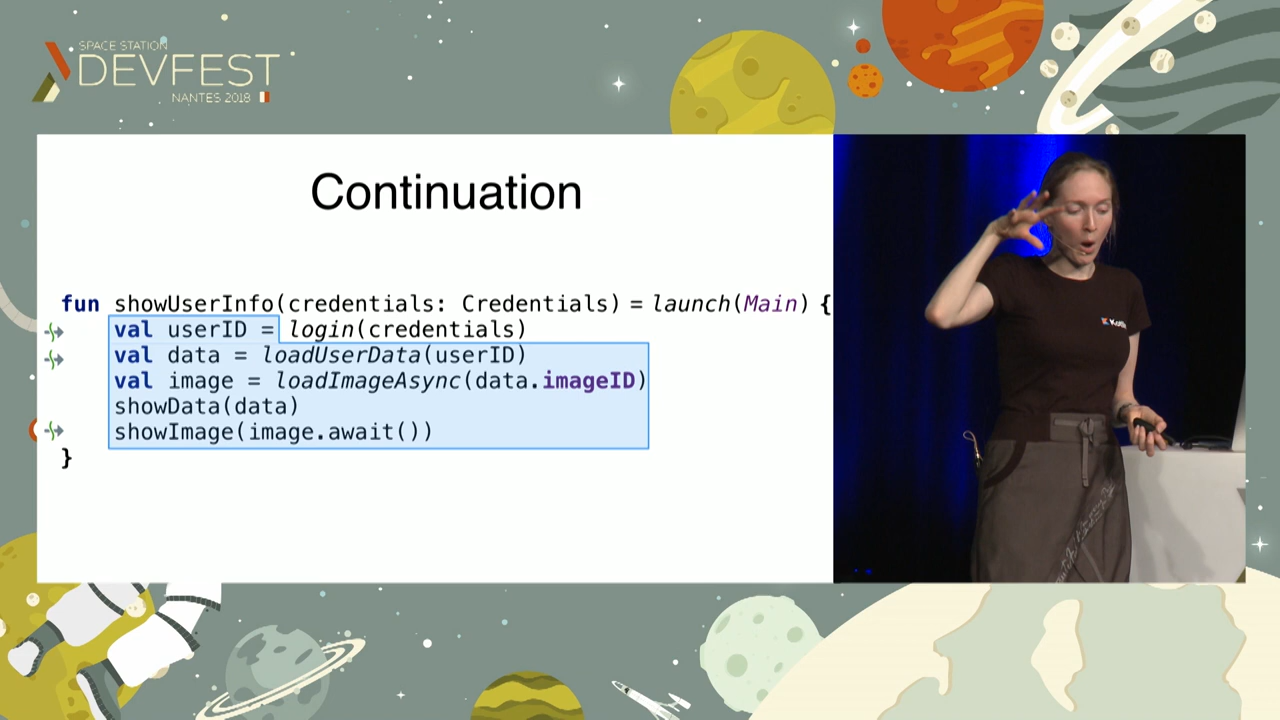 SPACE STATION
DEVFEST
NANTES 2018
Continuation
fun showUserInfo(credentials: Credentials) = launch(Main) {
val userID = login(credentials)
val data = loadUserData(userID)
val image = loadImageAsync(data.imageID)
showData(data)
showImage(image.await())
}